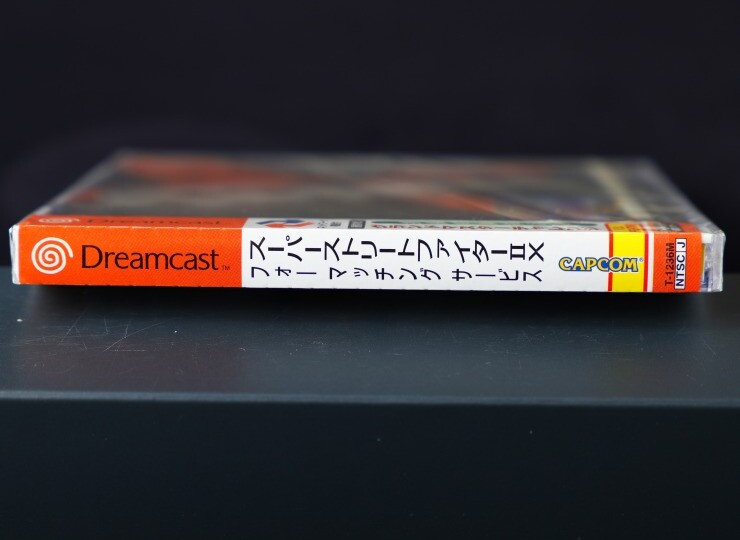 Dreamcast
Dreamcast™
スーパーストリートファイターⅡX
フォー マッチング サービス
CAPCOM
T-1236M
NTSC J